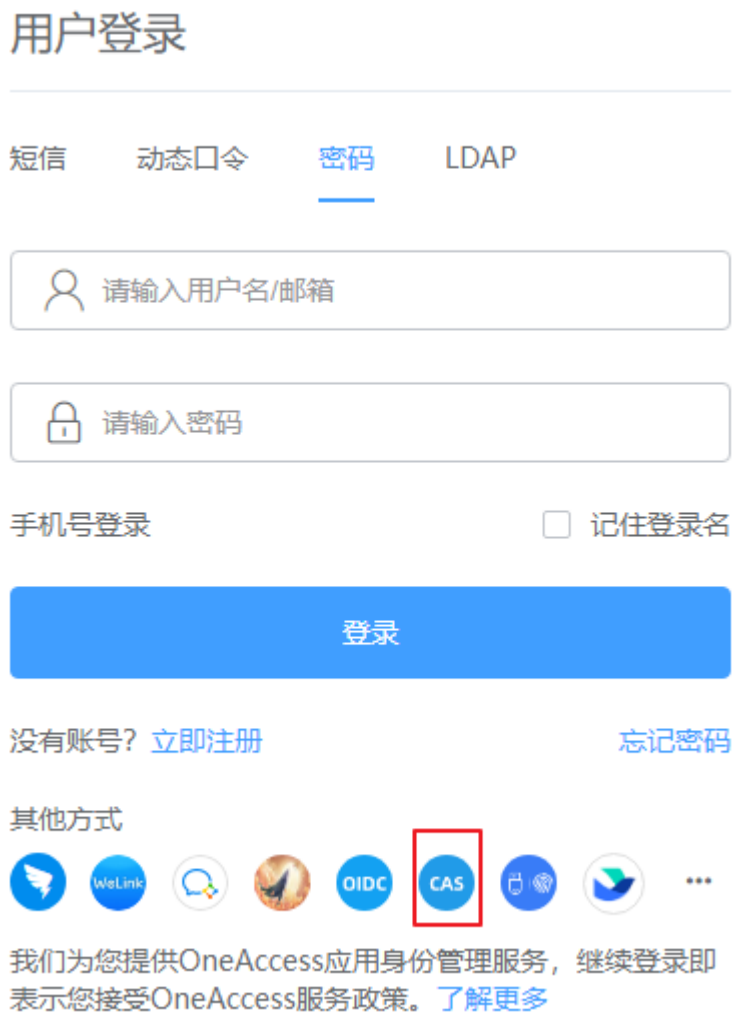 用户登录
短信 动态口令 密码 LDAP
请输入用户名/邮箱
请输入密码
手机号登录 记住登录名
登录
没有账号？立即注册 忘记密码
其他方式
WeLink OIDC CAS
我们为您提供OneAccess应用身份管理服务，继续登录即
表示您接受OneAccess服务政策。了解更多